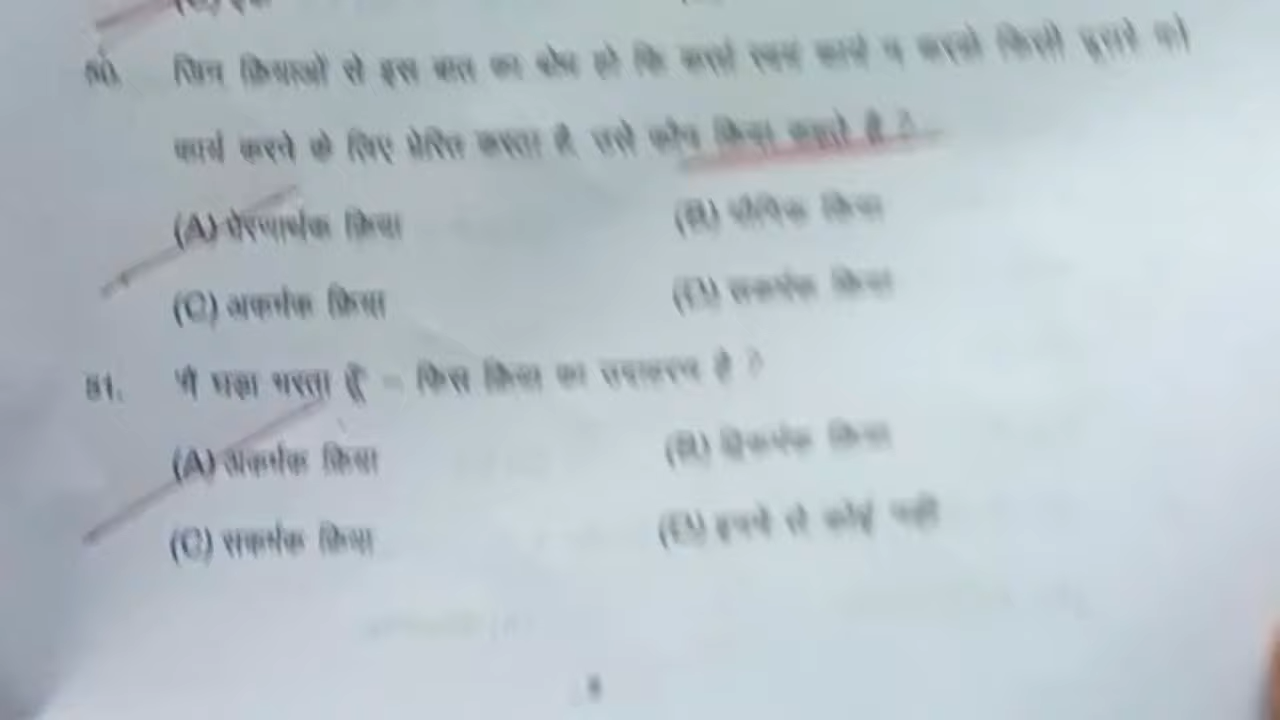 80. जिन क्रियाओं से इस बात का बोध हो कि कर्ता स्वयं कार्य न करके किसी दूसरे को
कार्य करने के लिए प्रेरित करता है, उसे कौन क्रिया कहते है ?
(A) प्रेरणार्थक क्रिया (B) यौगिक क्रिया
(C) अकर्मक क्रिया (D) सकर्मक क्रिया
81. 'मैं घड़ा भरता हूँ' – किस क्रिया का उदाहरण है ?
(A) अकर्मक क्रिया (B) द्विकर्मक क्रिया
(C) सकर्मक क्रिया (D) इनमें से कोई नहीं